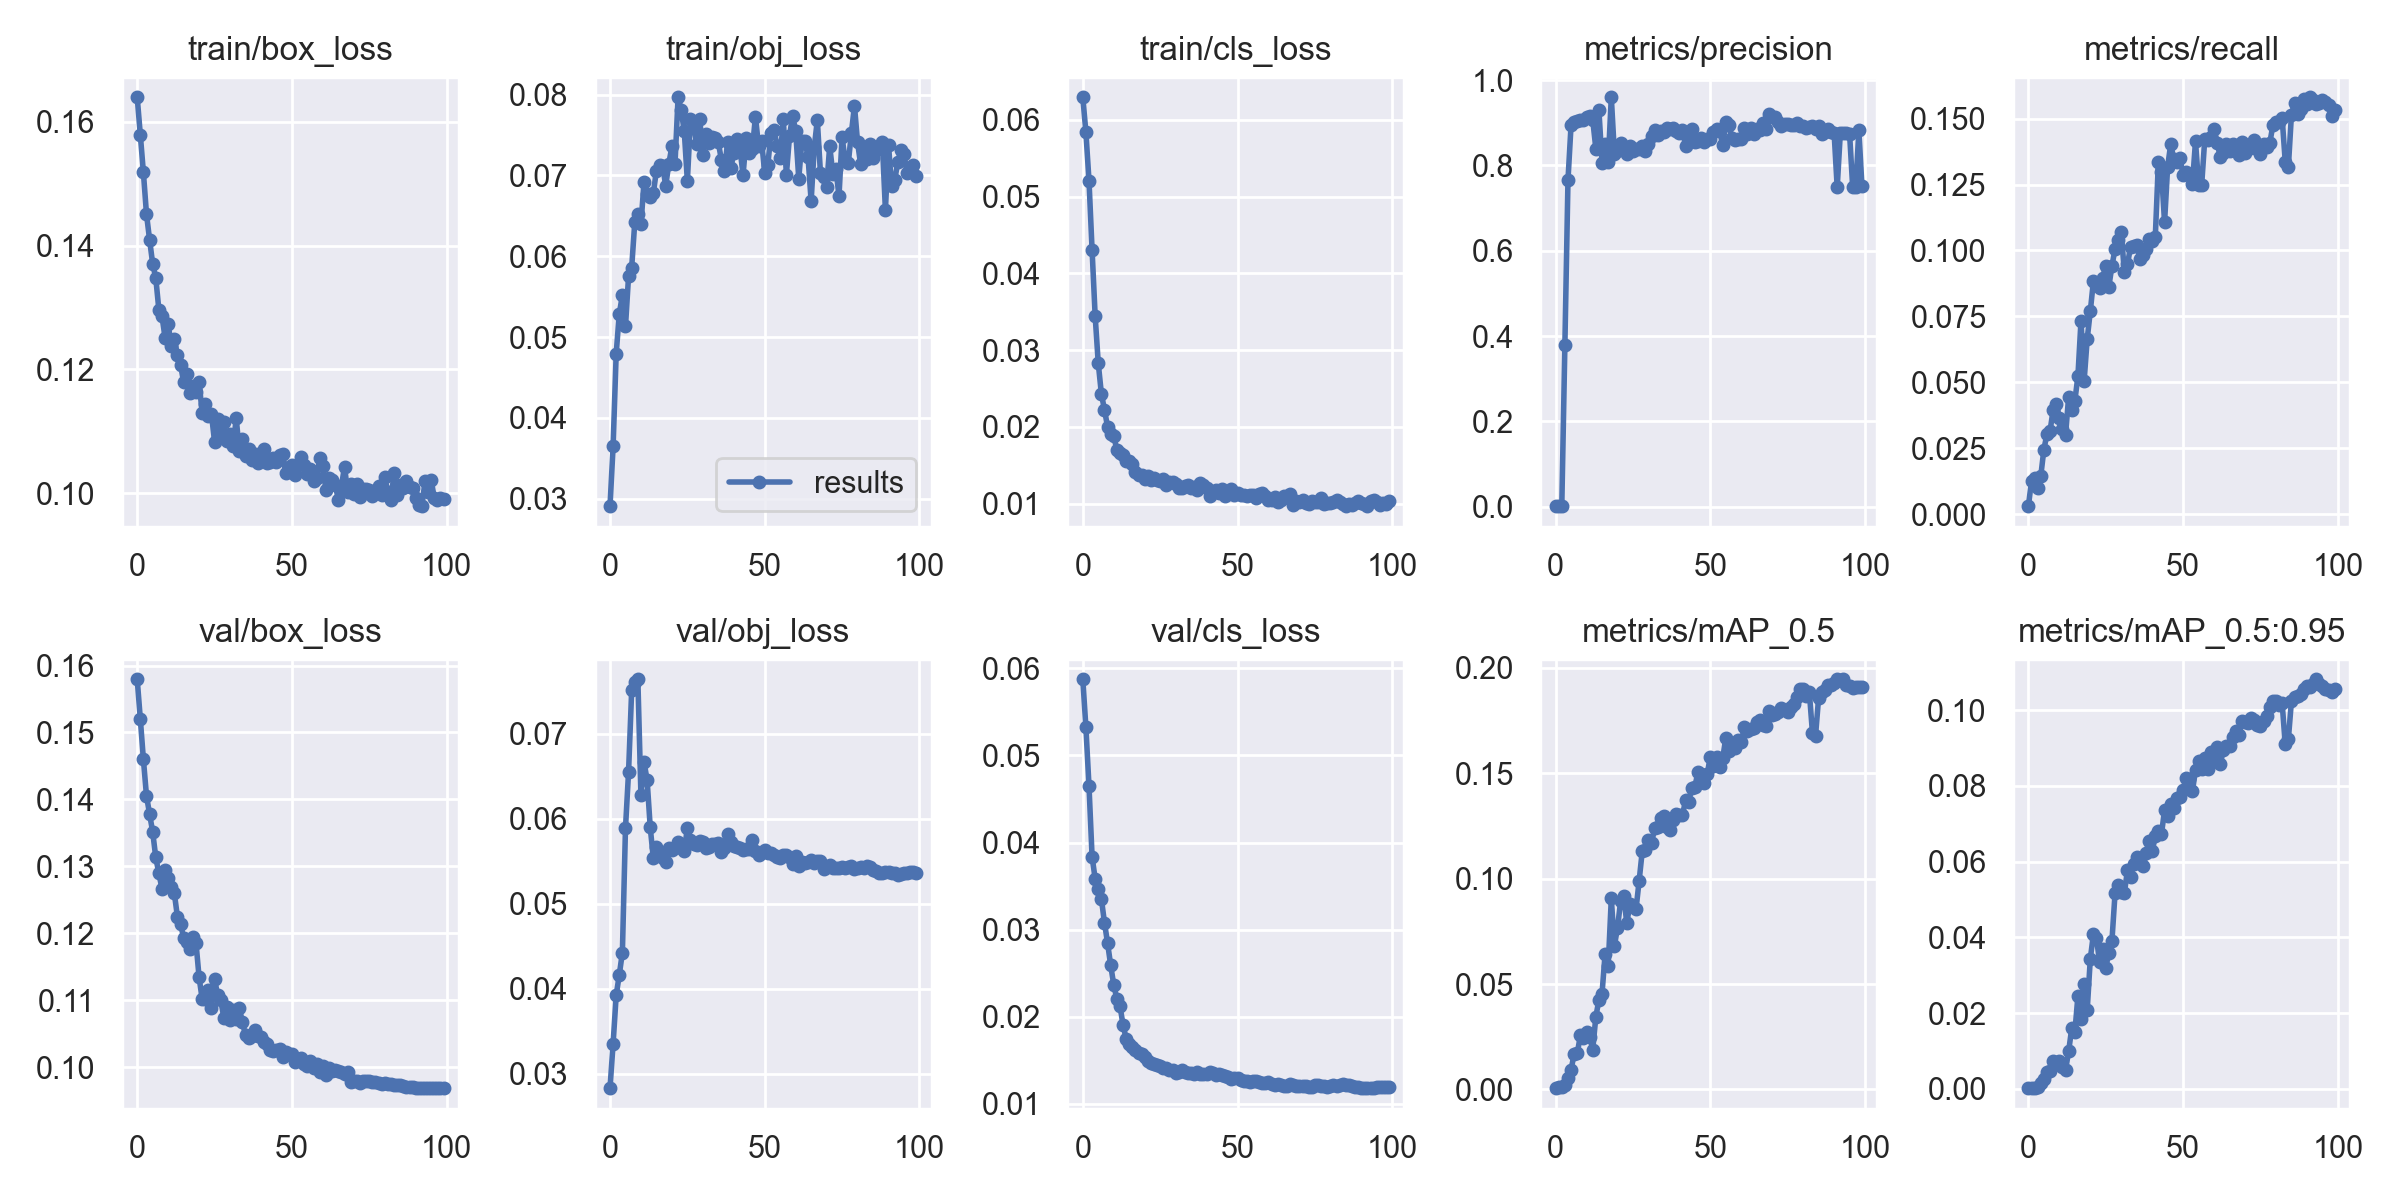 train/box_loss
0.16
0.14
0.12
0.10
0 50 100
train/obj_loss
0.08
0.07
0.06
0.05
0.04
0.03
results
0 50 100
train/cls_loss
0.06
0.05
0.04
0.03
0.02
0.01
0 50 100
metrics/precision
1.0
0.8
0.6
0.4
0.2
0.0
0 50 100
metrics/recall
0.150
0.125
0.100
0.075
0.050
0.025
0.000
0 50 100
val/box_loss
0.16
0.15
0.14
0.13
0.12
0.11
0.10
0 50 100
val/obj_loss
0.07
0.06
0.05
0.04
0.03
0 50 100
val/cls_loss
0.06
0.05
0.04
0.03
0.02
0.01
0 50 100
metrics/mAP_0.5
0.20
0.15
0.10
0.05
0.00
0 50 100
metrics/mAP_0.5:0.95
0.10
0.08
0.06
0.04
0.02
0.00
0 50 100